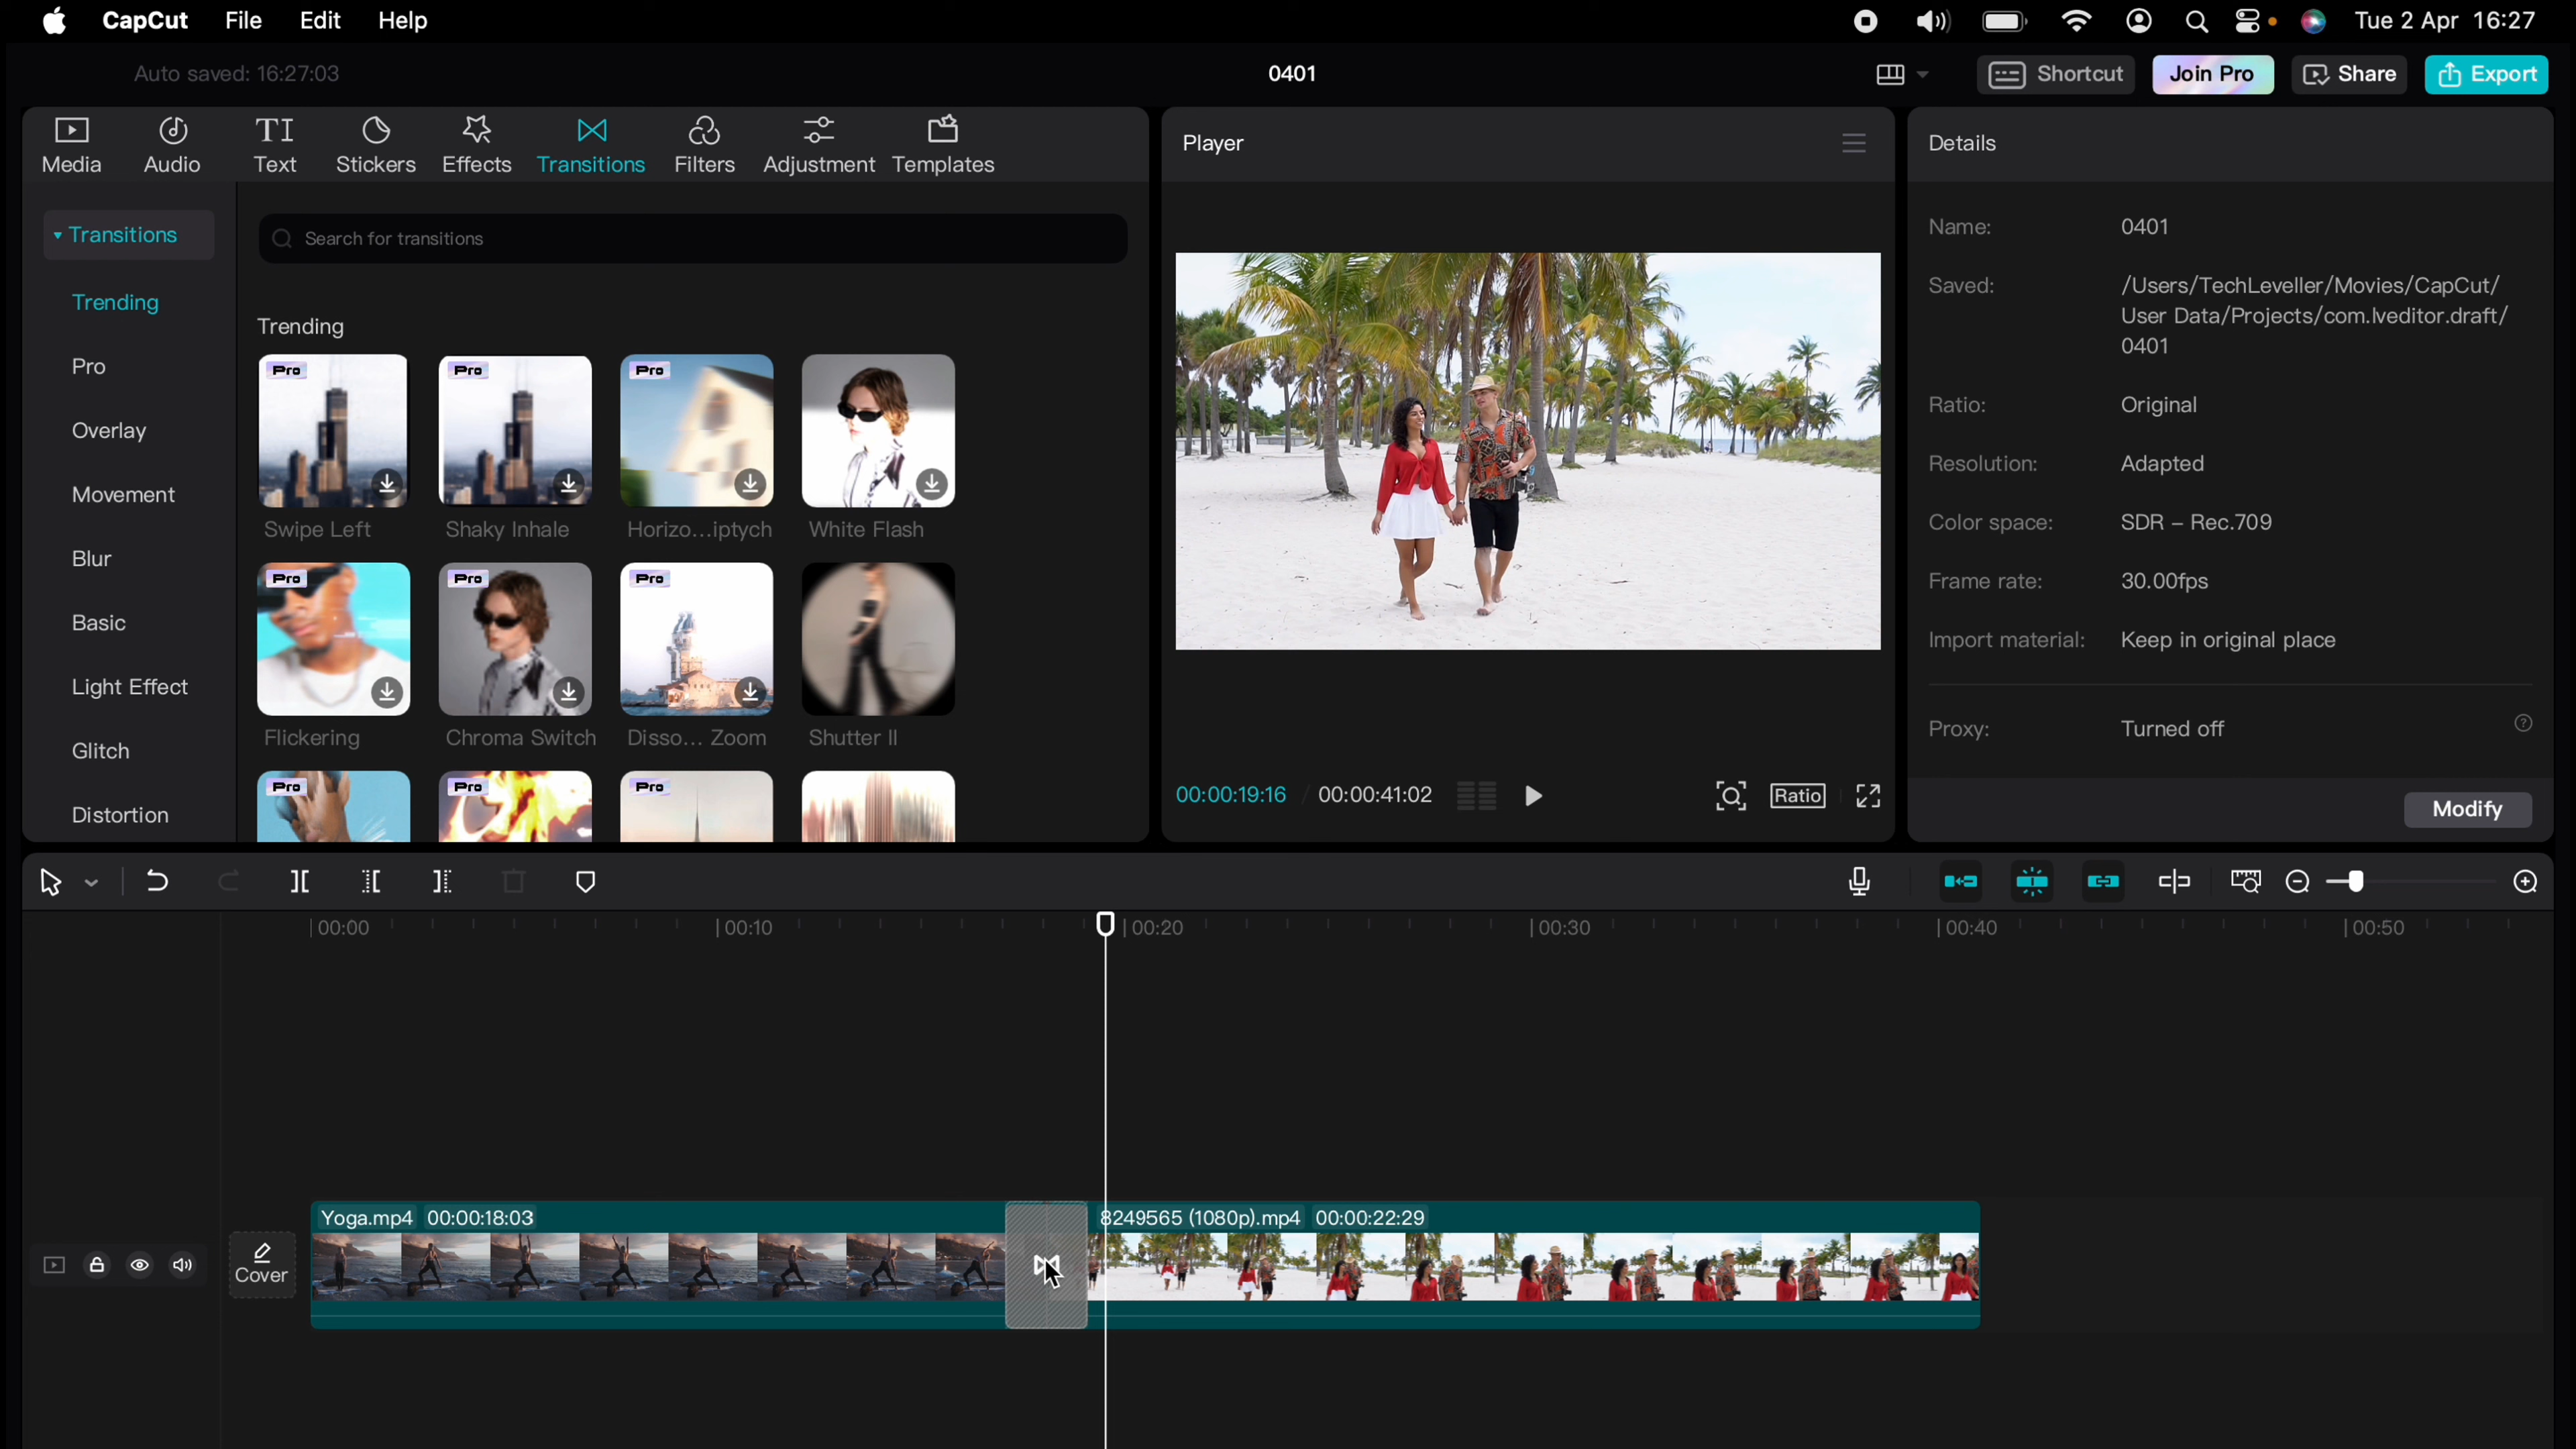 CapCut File Edit Help Tue 2 Apr 16:27
Auto saved: 16:27:03 0401 Shortcut Join Pro Share Export
Media Audio TI Text Stickers Effects Transitions Filters Adjustment Templates
Transitions
Trending
Pro
Overlay
Movement
Blur
Basic
Light Effect
Glitch
Distortion
Search for transitions
Trending
Pro Pro Pro
Swipe Left Shaky Inhale Horizo...iptych White Flash
Pro Pro Pro
Flickering Chroma Switch Disso... Zoom Shutter II
Pro Pro Pro
Player
00:00:19:16 / 00:00:41:02 Ratio
Details
Name: 0401
Saved: /Users/TechLeveller/Movies/CapCut/
User Data/Projects/com.lveditor.draft/
0401
Ratio: Original
Resolution: Adapted
Color space: SDR – Rec.709
Frame rate: 30.00fps
Import material: Keep in original place
Proxy: Turned off ?
Modify
00:00 00:10 00:20 00:30 00:40 00:50
Yoga.mp4 00:00:18:03 8249565 (1080p).mp4 00:00:22:29
Cover